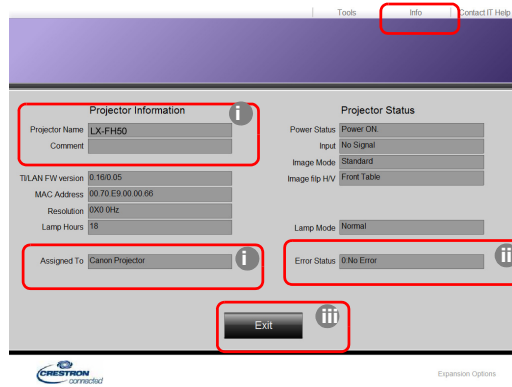 Tools Info Contact IT Help
Projector Information
i
Projector Status
Projector Name LX-FH50
Comment
Power Status Power ON.
Input No Signal
Image Mode Standard
Image filp H/V Front Table
TI/LAN FW version 0.16/0.05
MAC Address 00.70.E9.00.00.66
Resolution 0X0 0Hz
Lamp Hours 18
Lamp Mode Normal
Assigned To Canon Projector
i
Error Status 0:No Error
ii
Exit
iii
CRESTRON
connected
Expansion Options